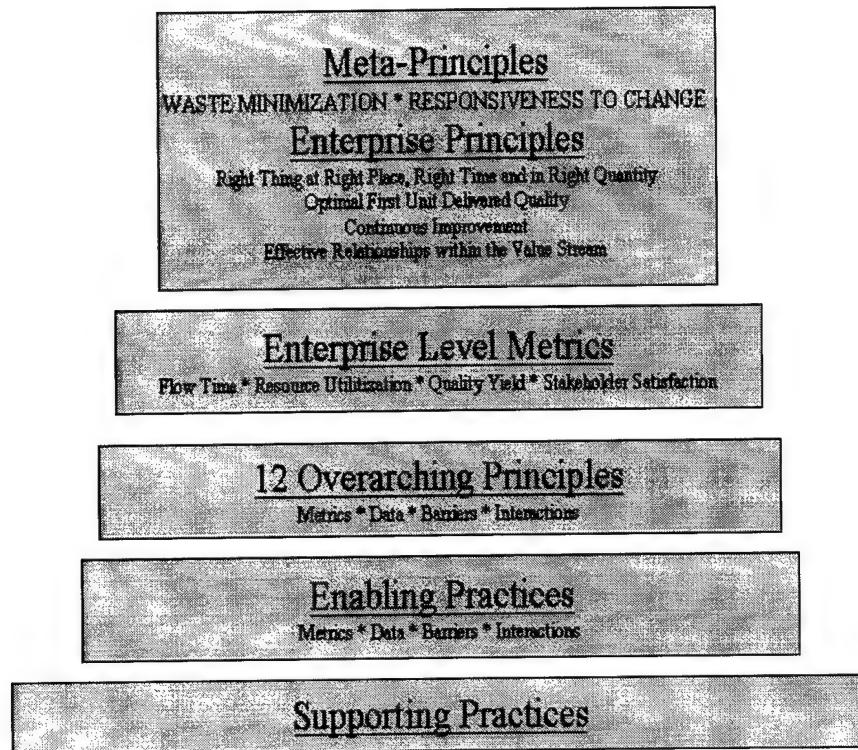 Meta-Principles
WASTE MINIMIZATION * RESPONSIVENESS TO CHANGE
Enterprise Principles
Right Thing at Right Place, Right Time and in Right Quantity
Optimal First Unit Delivered Quality
Continuous Improvement
Effective Relationships within the Value Stream
Enterprise Level Metrics
Flow Time * Resource Utilitization * Quality Yield * Stakeholder Satisfaction
12 Overarching Principles
Metrics * Data * Barriers * Interactions
Enabling Practices
Metrics * Data * Barriers * Interactions
Supporting Practices